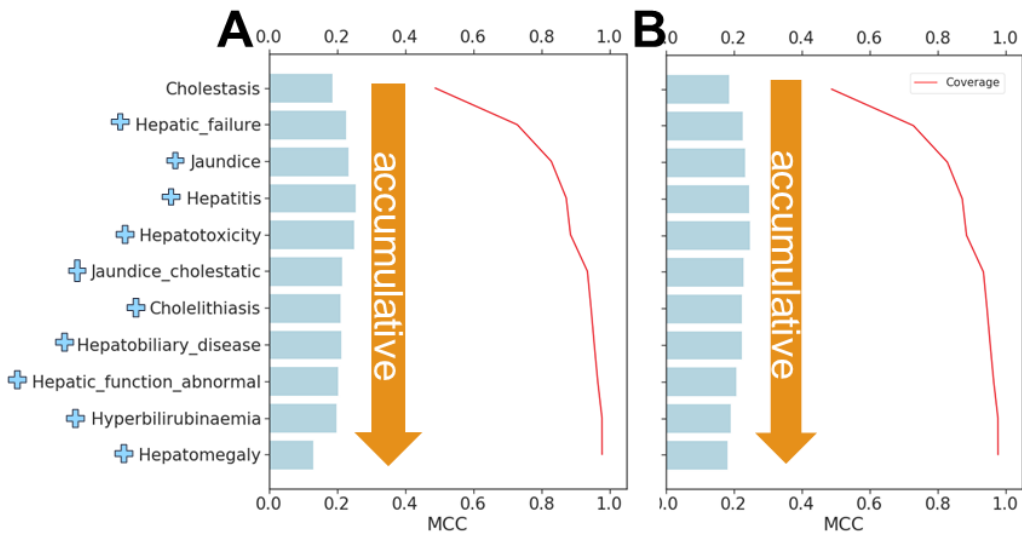 A
B
0.0 0.2 0.4 0.6 0.8 1.0
0.0 0.2 0.4 0.6 0.8 1.0
Cholestasis
Hepatic_failure
Jaundice
Hepatitis
Hepatotoxicity
Jaundice_cholestatic
Cholelithiasis
Hepatobiliary_disease
Hepatic_function_abnormal
Hyperbilirubinaemia
Hepatomegaly
accumulative
accumulative
Coverage
0.0 0.2 0.4 0.6 0.8 1.0
.0 0.2 0.4 0.6 0.8 1.0
MCC
MCC